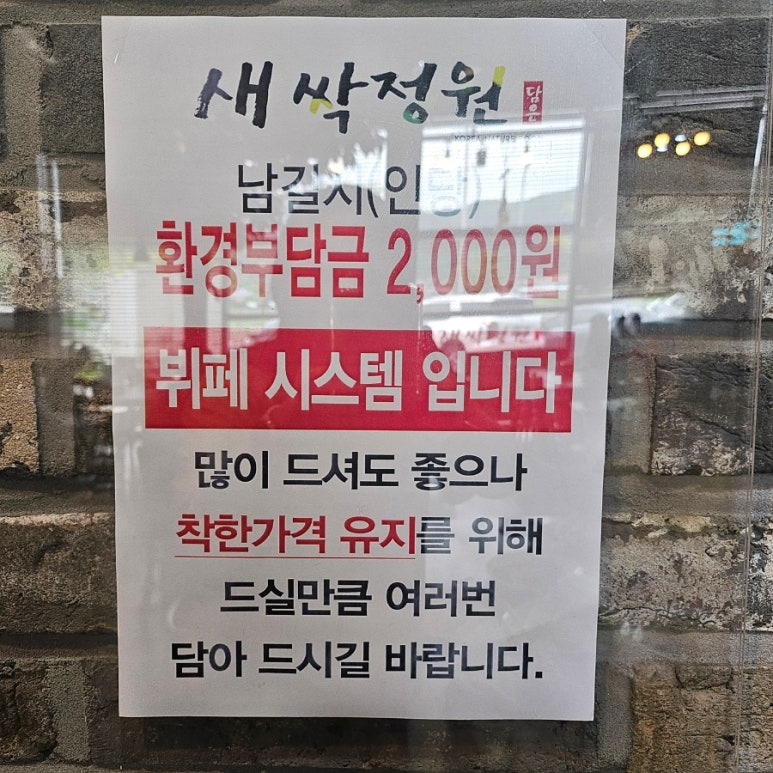 새싹정원 담은
남길시(인당)
환경부담금 2,000원
뷔페 시스템 입니다
많이 드셔도 좋으나
착한가격 유지를 위해
드실만큼 여러번
담아 드시길 바랍니다.